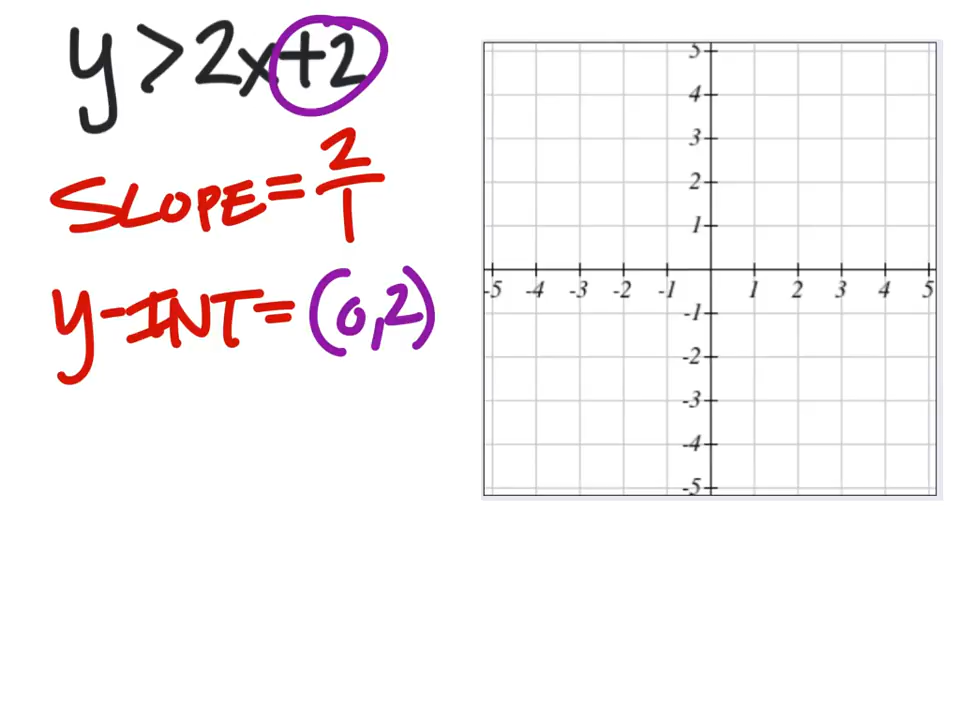 y > 2x + 2
SLOPE = 2/1
y-INT = (0,2)
5
4
3
2
1
-5 -4 -3 -2 -1 1 2 3 4 5
-1
-2
-3
-4
-5